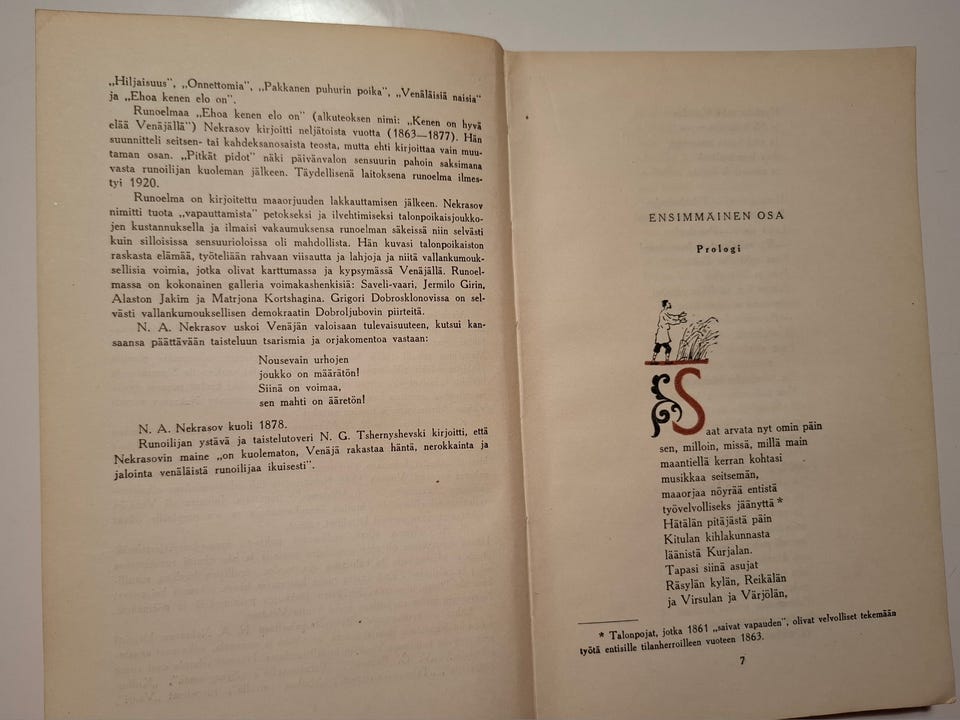 „Hiljaisuus", „Onnettomia", „Pakkanen puhurin poika", „Venäläisiä naisia"
ja „Ehoa kenen elo on".
Runoelmaa „Ehoa kenen elo on" (alkuteoksen nimi: „Kenen on hyvä
elää Venäjällä") Nekrasov kirjoitti neljätoista vuotta (1863—1877). Hän
suunnitteli seitsen- tai kahdeksanosaista teosta, mutta ehti kirjoittaa vain muu-
taman osan. „Pitkät pidot" näki päivänvalon sensuurin pahoin saksimana
vasta runoilijan kuoleman jälkeen. Täydellisenä laitoksena runoelma ilmes-
tyi 1920.
Runoelma on kirjoitettu maaorjuuden lakkauttamisen jälkeen. Nekrasov
nimitti tuota „vapauttamista" petokseksi ja ilvehtimiseksi talonpoikaisjoukko-
jen kustannuksella ja ilmaisi vakaumuksensa runoelman säkeissä niin selvästi
kuin silloisissa sensuurioloissa oli mahdollista. Hän kuvasi talonpoikaiston
raskasta elämää, työteliään rahvaan viisautta ja lahjoja ja niitä vallankumouk-
sellisia voimia, jotka olivat karttumassa ja kypsymässä Venäjällä. Runoel-
massa on kokonainen galleria voimakashenkisiä: Saveli-vaari, Jermilo Girin,
Alaston Jakim ja Matrjona Kortshagina. Grigori Dobrosklonovissa on sel-
västi vallankumouksellisen demokraatin Dobroljubovin piirteitä.
N. A. Nekrasov uskoi Venäjän valoisaan tulevaisuuteen, kutsui kan-
saansa päättävään taisteluun tsarismia ja orjakomentoa vastaan:
Nousevain urhojen
joukko on määrätön!
Siinä on voimaa,
sen mahti on ääretön!
N. A. Nekrasov kuoli 1878.
Runoilijan ystävä ja taistelutoveri N. G. Tshernyshevski kirjoitti, että
Nekrasovin maine „on kuolematon, Venäjä rakastaa häntä, nerokkainta ja
jalointa venäläistä runoilijaa ikuisesti".
ENSIMMÄINEN OSA
Prologi
Saat arvata nyt omin päin
sen, milloin, missä, millä main
maantiellä kerran kohtasi
musikkaa seitsemän,
maaorjaa nöyrää entistä
työvelvolliseks jäänyttä*
Hätälän pitäjästä päin
Kitulan kihlakunnasta
läänistä Kurjalan.
Tapasi siinä asujat
Räsylän kylän, Reikälän
ja Virsulan ja Värjölän,
* Talonpojat, jotka 1861 „saivat vapauden", olivat velvolliset tekemään
työtä entisille tilanherroilleen vuoteen 1863.
7